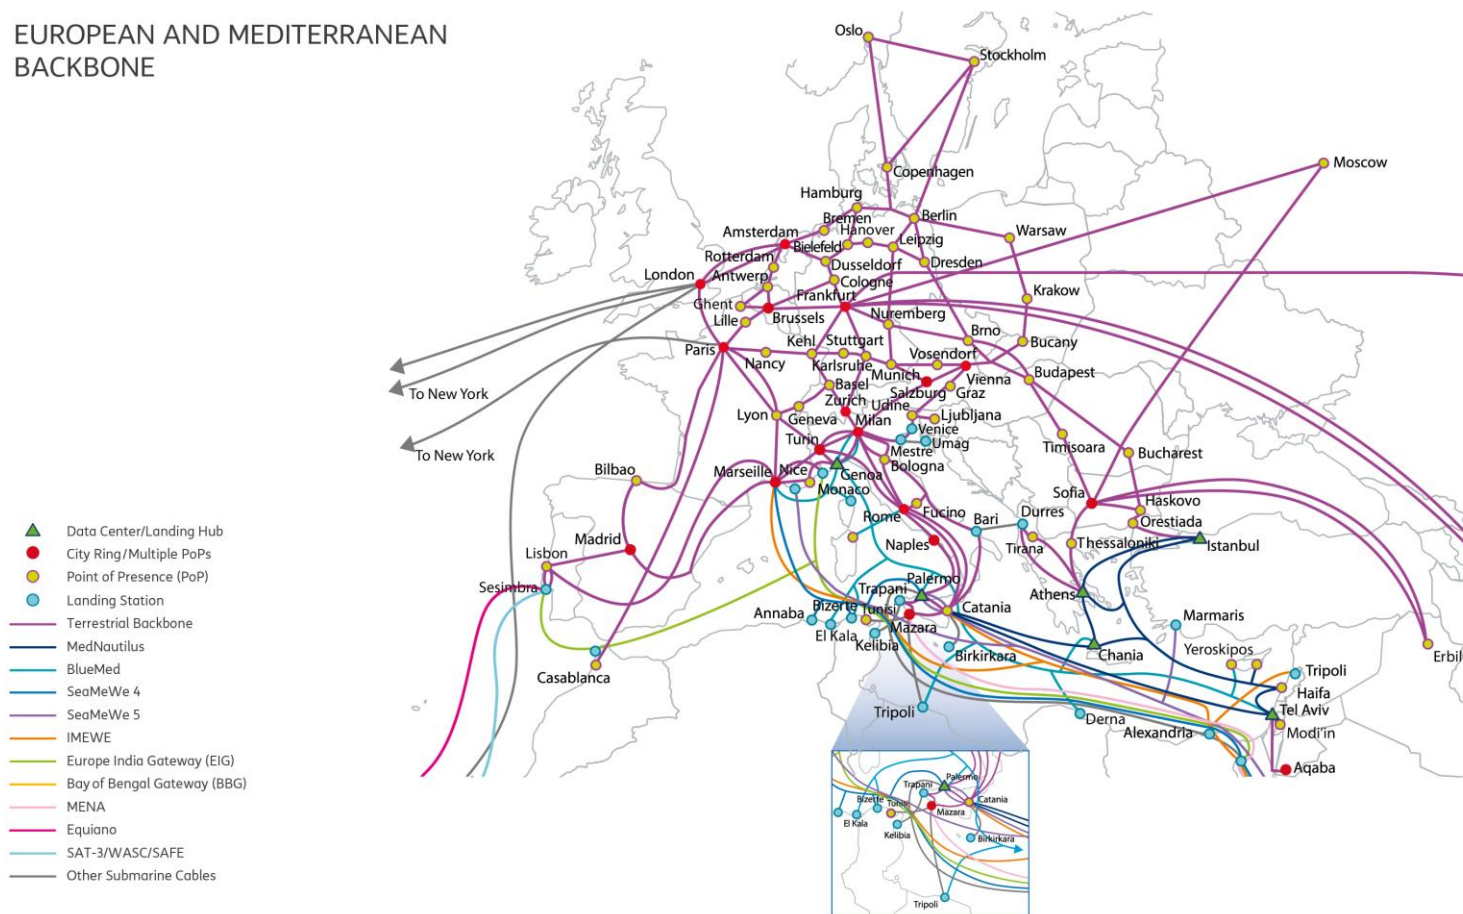 EUROPEAN AND MEDITERRANEAN
BACKBONE
Oslo
Stockholm
Moscow
Copenhagen
Hamburg
Bremen
Berlin
Amsterdam
Bielefeld
Hanover
Leipzig
Warsaw
Rotterdam
Dusseldorf
Dresden
London
Antwerp
Cologne
Krakow
Ghent
Frankfurt
Lille
Brussels
Nuremberg
Brno
Bucany
Paris
Nancy
Kehl
Stuttgart
Karlsruhe
Munich
Vosendorf
Vienna
Budapest
To New York
Basel
Salzburg
Graz
Zurich
Udine
Ljubljana
Lyon
Geneva
Milan
Venice
Umag
Timisoara
Bucharest
To New York
Turin
Mestre
Bologna
Bilbao
Marseille
Nice
Genoa
Monaco
Sofia
Haskovo
Orestiada
Rome
Fucino
Bari
Durres
Tirana
Thessaloniki
Istanbul
Madrid
Lisbon
Naples
Sesimbra
Palermo
Trapani
Athens
Annaba
Bizerte
Tunisi
Catania
Marmaris
El Kala
Mazara
Kelibia
Birkirkara
Chania
Yeroskipos
Erbil
Casablanca
Tripoli
Haifa
Tripoli
Derna
Tel Aviv
Alexandria
Modi'in
Aqaba
Data Center/Landing Hub
City Ring/Multiple PoPs
Point of Presence (PoP)
Landing Station
Terrestrial Backbone
MedNautilus
BlueMed
SeaMeWe 4
SeaMeWe 5
IMEWE
Europe India Gateway (EIG)
Bay of Bengal Gateway (BBG)
MENA
Equiano
SAT-3/WASC/SAFE
Other Submarine Cables
Palermo
Trapani
Bizerte
Tunisi
Catania
Mazara
El Kala
Kelibia
Birkirkara
Tripoli